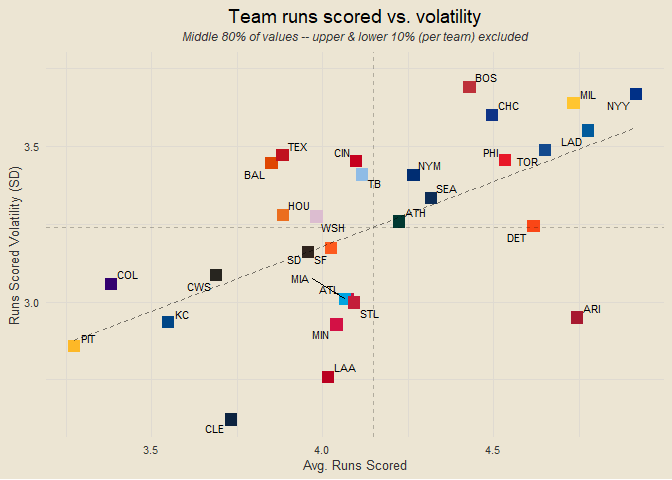 Team runs scored vs. volatility
Middle 80% of values -- upper & lower 10% (per team) excluded
BOS
MIL
NYY
CHC
LAD
3.5
TEX
CIN
PHI
TOR
BAL
NYM
TB
SEA
HOU
ATH
WSH
DET
SD
SF
COL
CWS
MIA
ATL
3.0
KC
STL
ARI
MIN
PIT
LAA
CLE
3.5
4.0
4.5
Avg. Runs Scored
Runs Scored Volatility (SD)